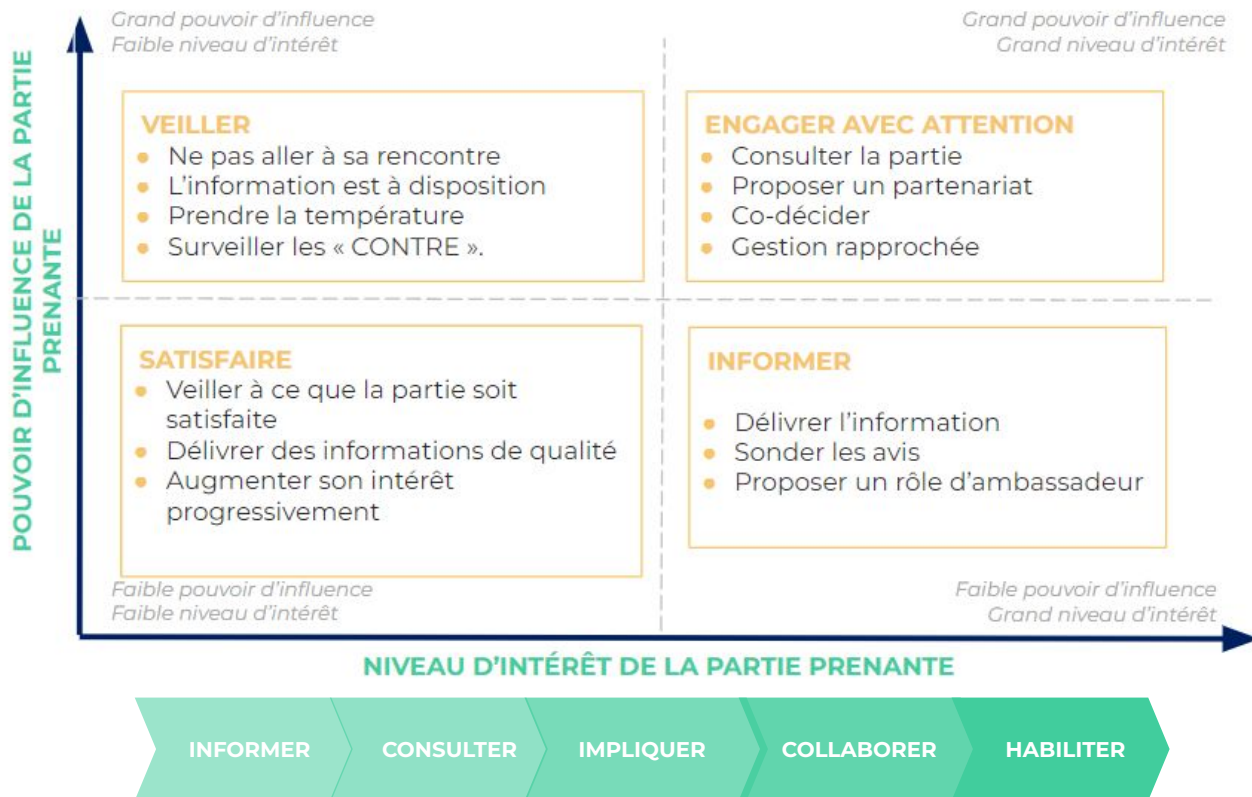 Grand pouvoir d'influence
Faible niveau d'intérêt
Grand pouvoir d'influence
Grand niveau d'intérêt
POUVOIR D'INFLUENCE DE LA PARTIE
PRENANTE
VEILLER
• Ne pas aller à sa rencontre
• L'information est à disposition
• Prendre la température
• Surveiller les « CONTRE ».
ENGAGER AVEC ATTENTION
• Consulter la partie
• Proposer un partenariat
• Co-décider
• Gestion rapprochée
SATISFAIRE
• Veiller à ce que la partie soit
satisfaite
• Délivrer des informations de qualité
• Augmenter son intérêt
progressivement
INFORMER
• Délivrer l'information
• Sonder les avis
• Proposer un rôle d'ambassadeur
Faible pouvoir d'influence
Faible niveau d'intérêt
Faible pouvoir d'influence
Grand niveau d'intérêt
NIVEAU D'INTÉRÊT DE LA PARTIE PRENANTE
INFORMER
CONSULTER
IMPLIQUER
COLLABORER
HABILITER